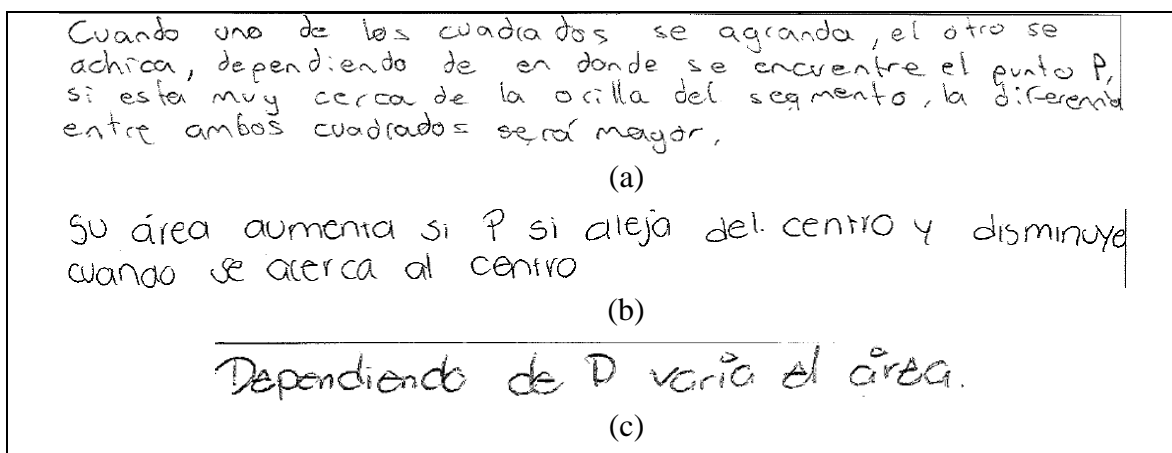 Cuando uno de los cuadrados se agranda, el otro se
achica, dependiendo de en donde se encuentre el punto P,
si esta muy cerca de la orilla del segmento, la diferencia
entre ambos cuadrados será mayor.
(a)
Su área aumenta si P si aleja del centro y disminuye
cuando se acerca al centro
(b)
Dependiendo de D varía el área.
(c)